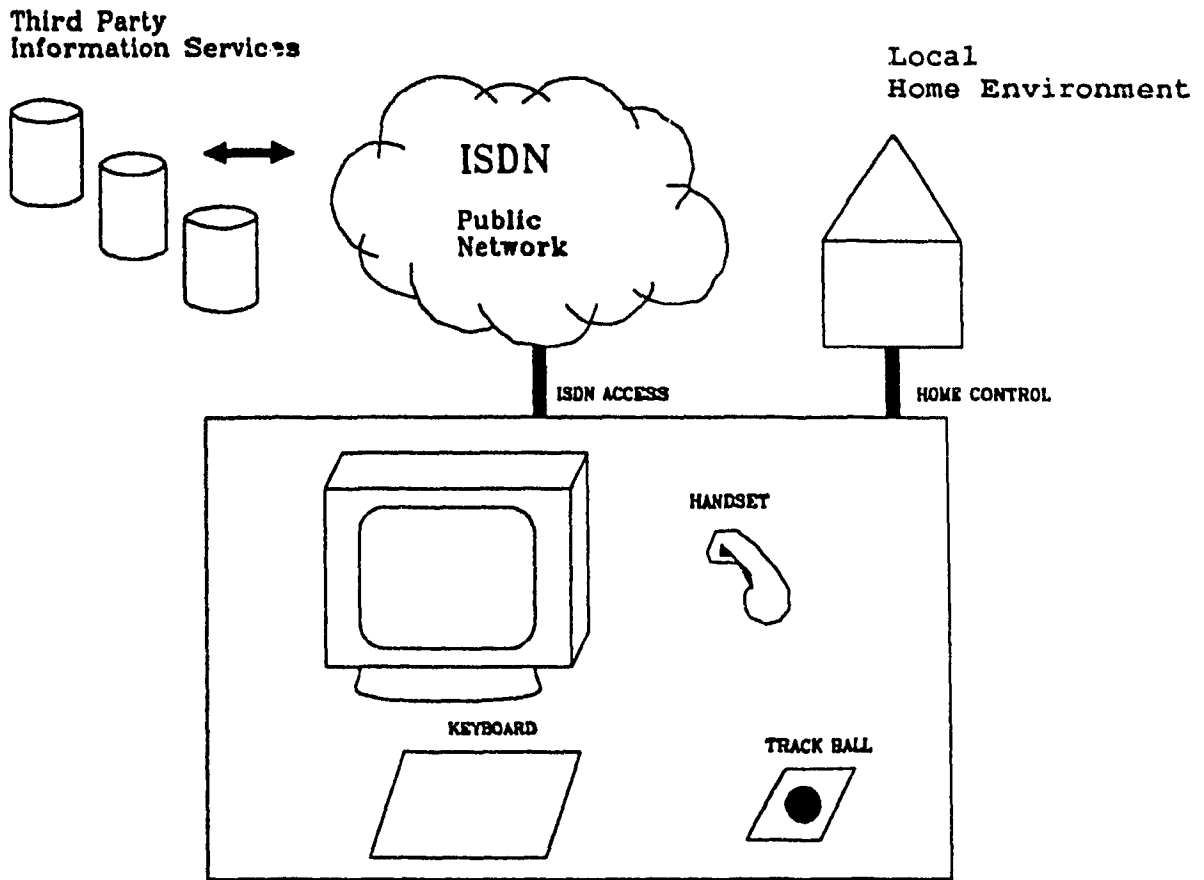 Third Party
Information Services
Local
Home Environment
ISDN
Public
Network
ISDN ACCESS
HOME CONTROL
HANDSET
KEYBOARD
TRACK BALL